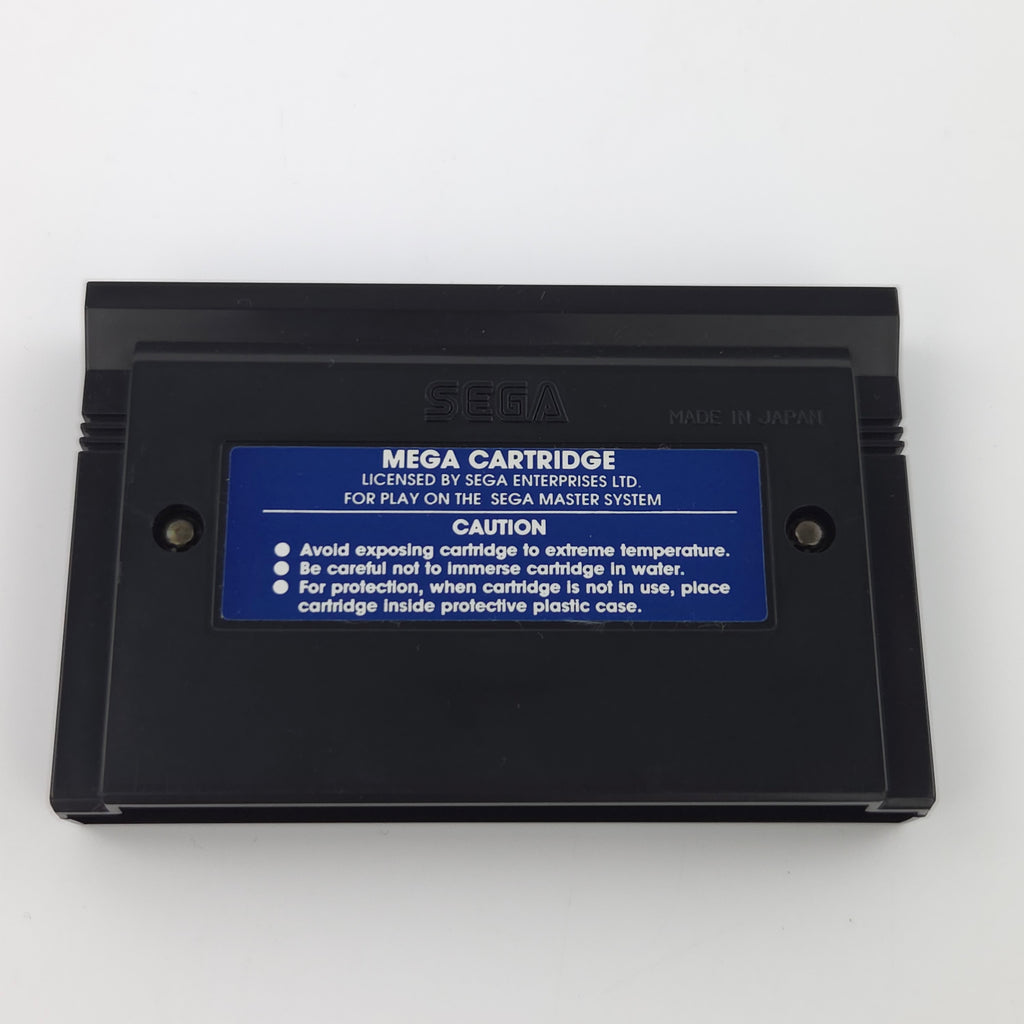 SEGA
MADE IN JAPAN
MEGA CARTRIDGE
LICENSED BY SEGA ENTERPRISES LTD.
FOR PLAY ON THE SEGA MASTER SYSTEM
CAUTION
● Avoid exposing cartridge to extreme temperature.
● Be careful not to immerse cartridge in water.
● For protection, when cartridge is not in use, place
cartridge inside protective plastic case.